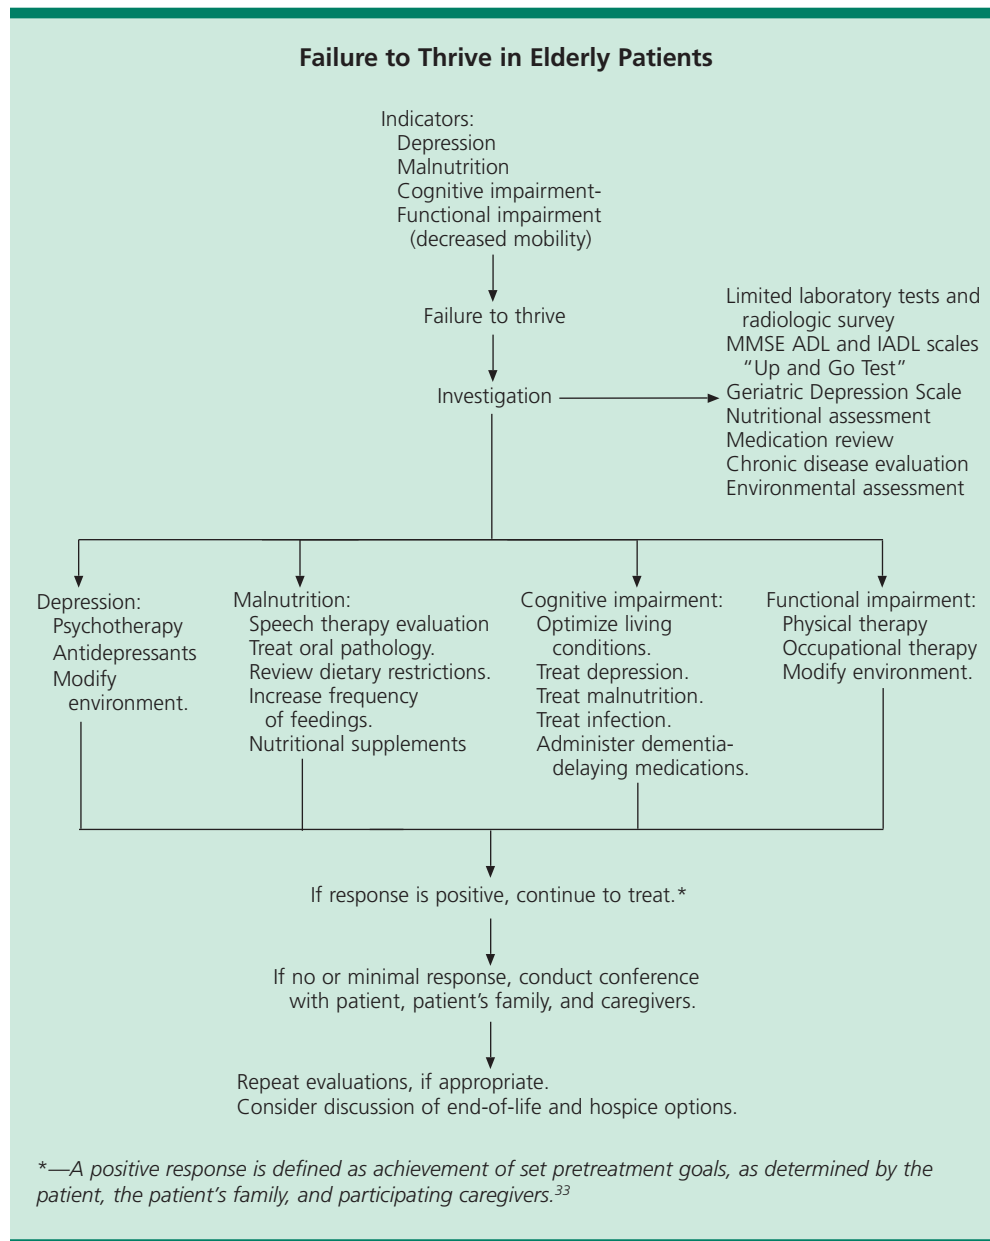 Failure to Thrive in Elderly Patients
Indicators:
Depression
Malnutrition
Cognitive impairment-
Functional impairment
(decreased mobility)
Failure to thrive
Investigation
Limited laboratory tests and
radiologic survey
MMSE ADL and IADL scales
“Up and Go Test”
Geriatric Depression Scale
Nutritional assessment
Medication review
Chronic disease evaluation
Environmental assessment
Depression:
Psychotherapy
Antidepressants
Modify
environment.
Malnutrition:
Speech therapy evaluation
Treat oral pathology.
Review dietary restrictions.
Increase frequency
of feedings.
Nutritional supplements
Cognitive impairment:
Optimize living
conditions.
Treat depression.
Treat malnutrition.
Treat infection.
Administer dementia-
delaying medications.
Functional impairment:
Physical therapy
Occupational therapy
Modify environment.
If response is positive, continue to treat.*
If no or minimal response, conduct conference
with patient, patient’s family, and caregivers.
Repeat evaluations, if appropriate.
Consider discussion of end-of-life and hospice options.
*—A positive response is defined as achievement of set pretreatment goals, as determined by the
patient, the patient’s family, and participating caregivers.33